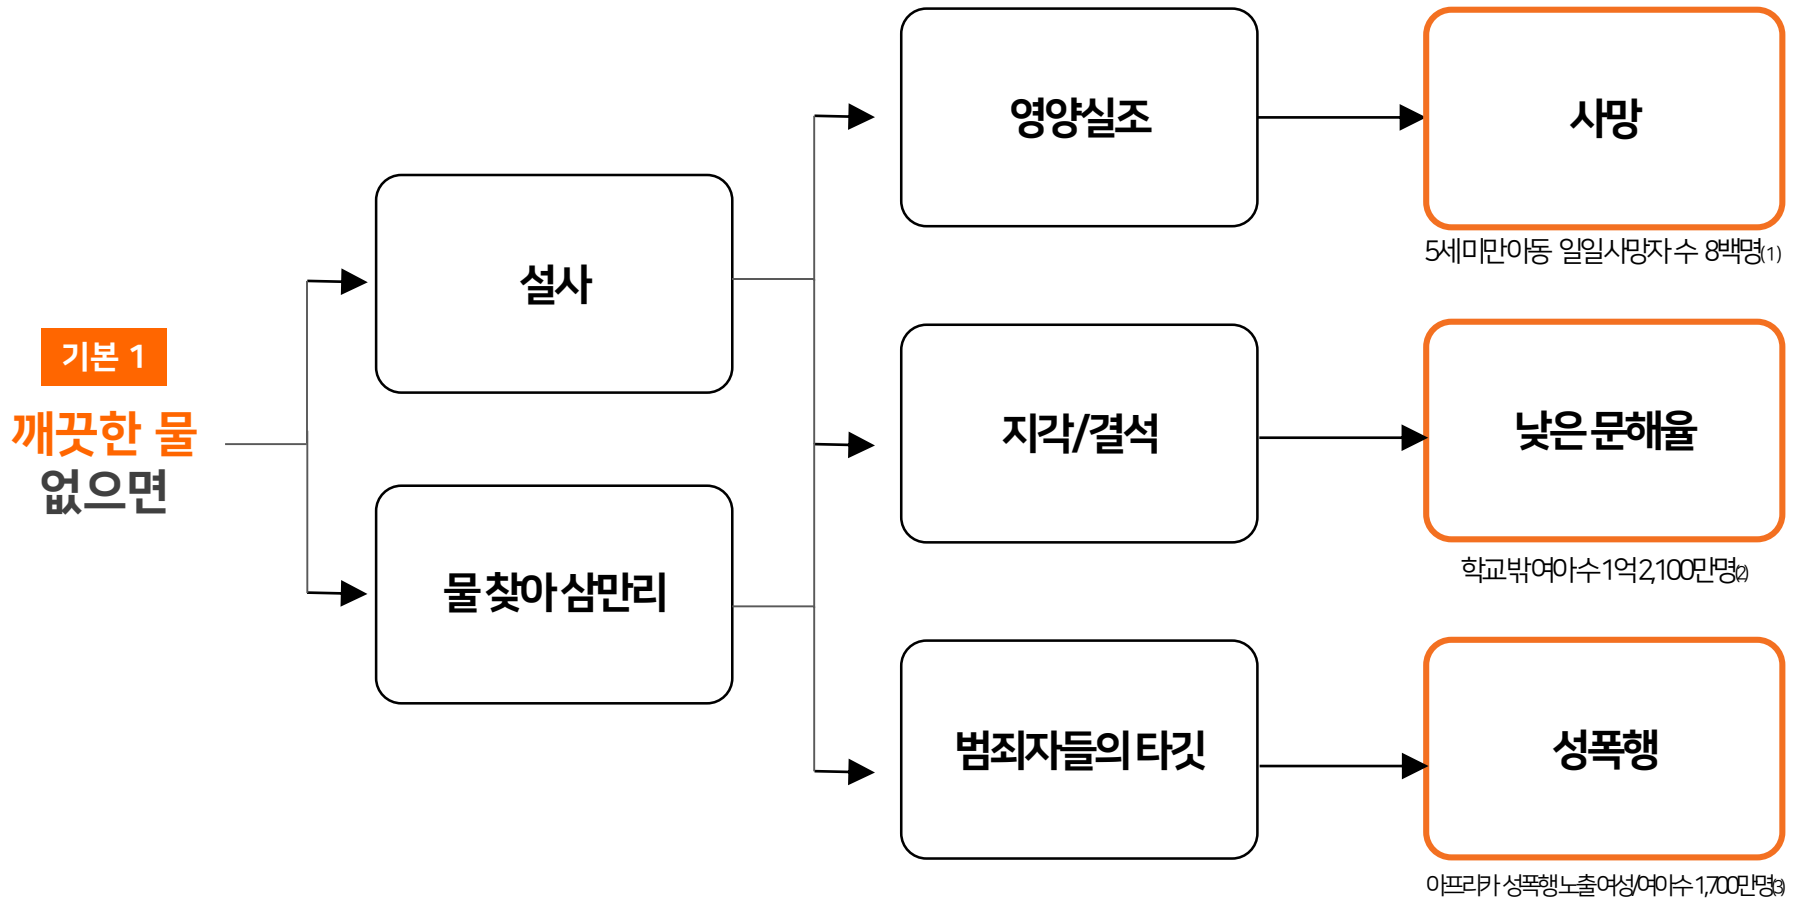 기본 1
깨끗한 물
없으면
설사
물 찾아 삼만리
영양실조
지각/결석
범죄자들의 타깃
사망
5세 미만 아동 일일 사망자 수 8백명(1)
낮은 문해율
학교 밖 여아 수 1억 2,100만명(2)
성폭행
아프리카 성폭행 노출 여성/여아 수 1,700만명(3)